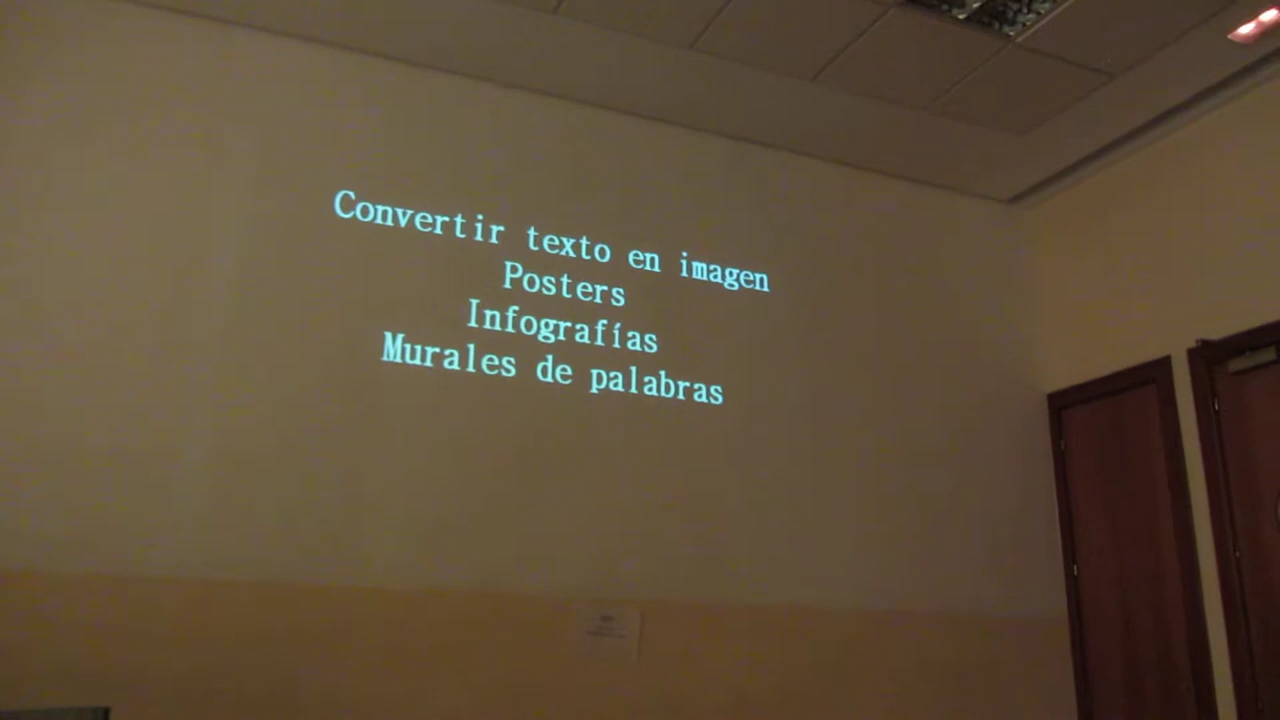 Convertir texto en imagen
Posters
Infografías
Murales de palabras